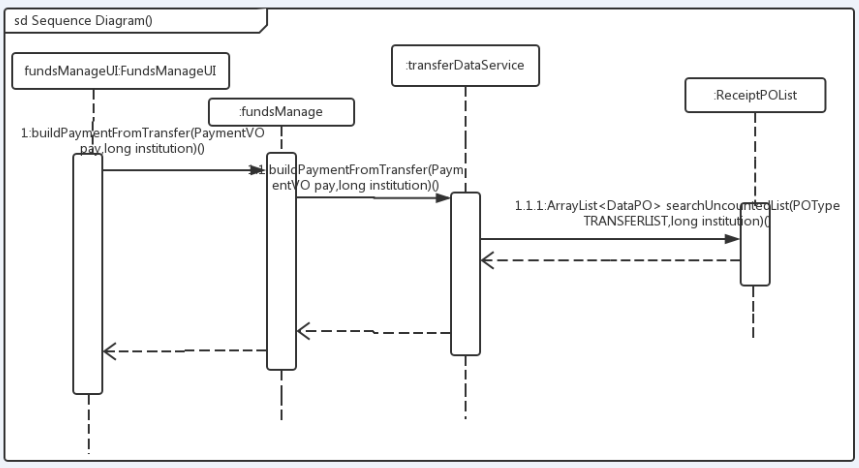 sd Sequence Diagram()
fundsManageUI:FundsManageUI
:transferDataService
:ReceiptPOList
:fundsManage
1:buildPaymentFromTransfer(PaymentVO
pay,long institution)()
1.1:buildPaymentFromTransfer(Paym
entVO pay,long institution)()
1.1.1:ArrayList<DataPO> searchUncountedList(POType
TRANSFERLIST,long institution)()